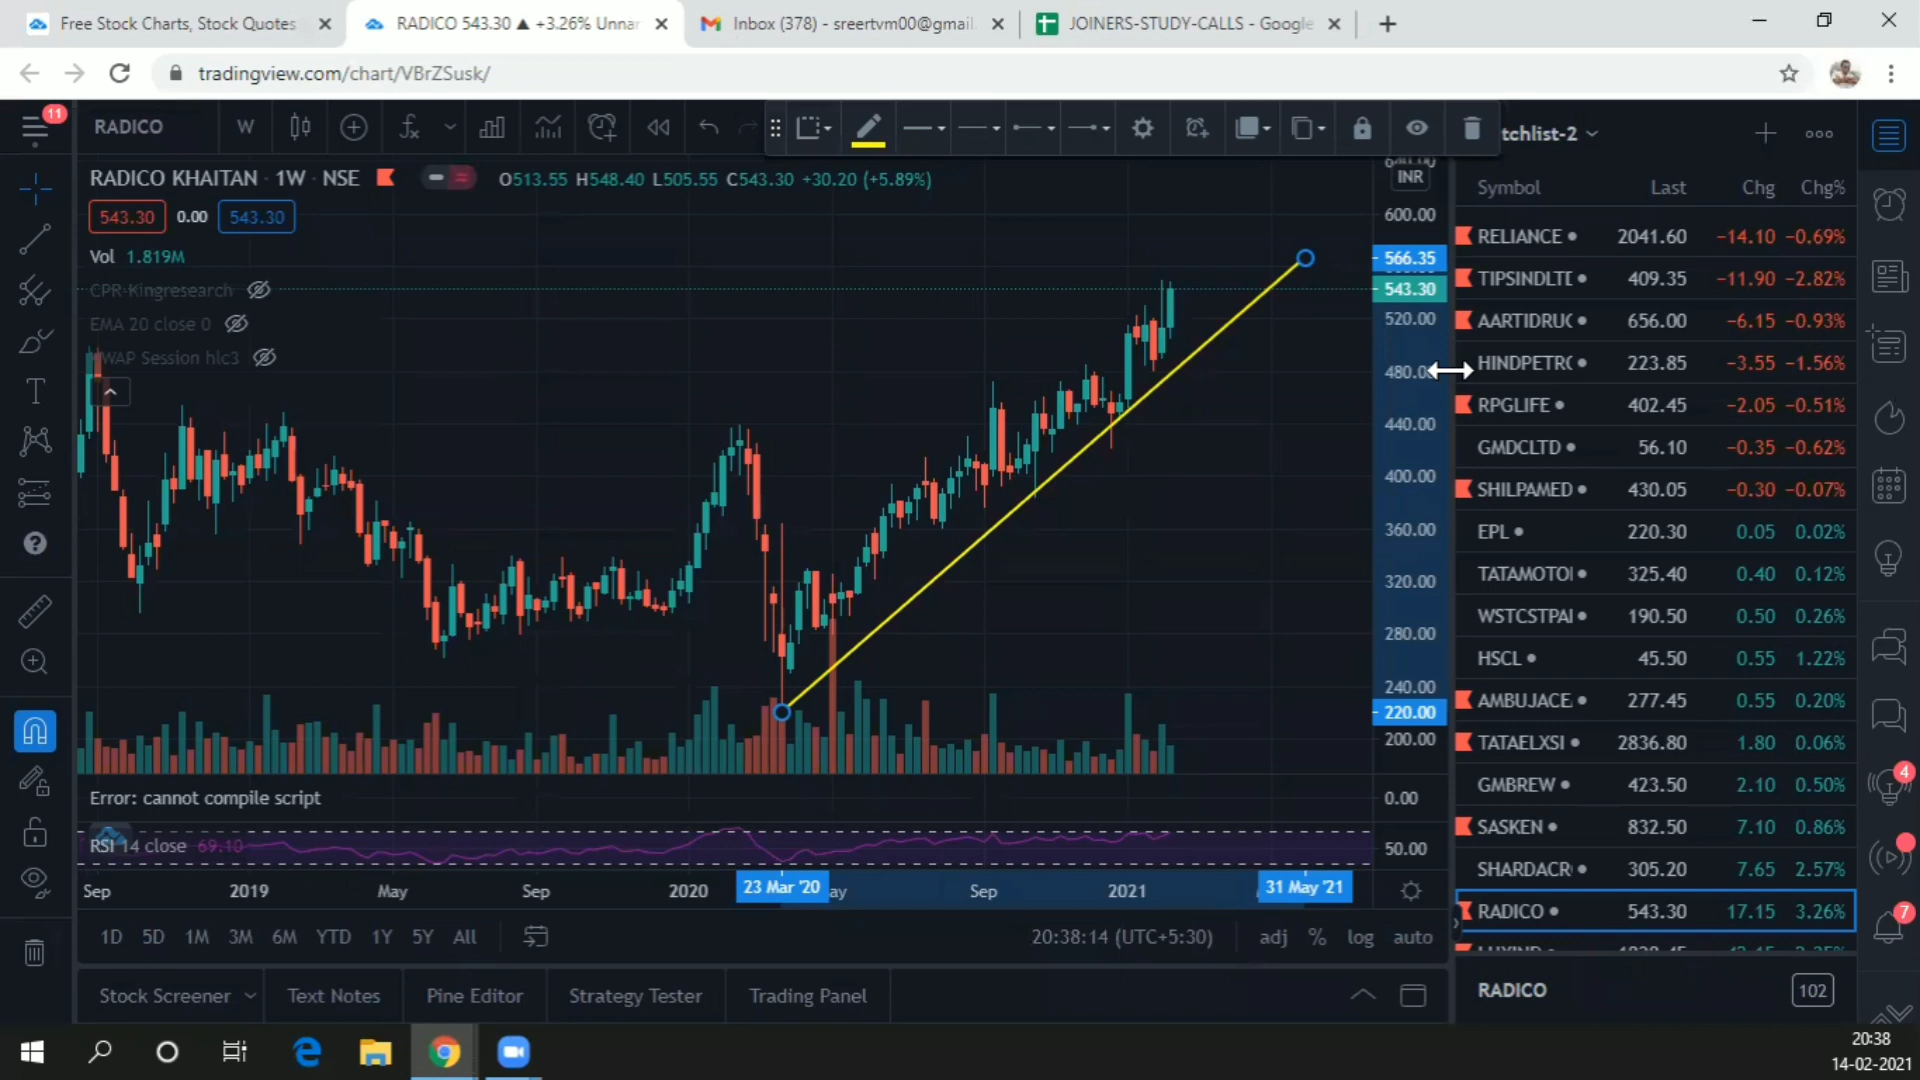 Free Stock Charts, Stock Quotes
RADICO 543.30 ▲ +3.26% Unnar
Inbox (378) - sreertvm00@gmail.
JOINERS-STUDY-CALLS - Google
tradingview.com/chart/VBrZSusk/
11
RADICO
W
tchlist-2
RADICO KHAITAN · 1W · NSE
O513.55 H548.40 L505.55 C543.30 +30.20 (+5.89%)
543.30 0.00 543.30
Vol 1.819M
CPR-Kingresearch
EMA 20 close 0
WAP Session hlc3
640.00
INR
600.00
566.35
543.30
520.00
480.0
440.00
400.00
360.00
320.00
280.00
240.00
220.00
200.00
Error: cannot compile script
0.00
RSI 14 close 69.10
50.00
Sep 2019 May Sep 2020 23 Mar '20 ay Sep 2021 31 May '21
1D 5D 1M 3M 6M YTD 1Y 5Y All
20:38:14 (UTC+5:30) adj % log auto
Stock Screener Text Notes Pine Editor Strategy Tester Trading Panel
Symbol Last Chg Chg%
RELIANCE 2041.60 −14.10 −0.69%
TIPSINDLTE 409.35 −11.90 −2.82%
AARTIDRUG 656.00 −6.15 −0.93%
HINDPETRO 223.85 −3.55 −1.56%
RPGLIFE 402.45 −2.05 −0.51%
GMDCLTD 56.10 −0.35 −0.62%
SHILPAMED 430.05 −0.30 −0.07%
EPL 220.30 0.05 0.02%
TATAMOTOI 325.40 0.40 0.12%
WSTCSTPAI 190.50 0.50 0.26%
HSCL 45.50 0.55 1.22%
AMBUJACE 277.45 0.55 0.20%
TATAELXSI 2836.80 1.80 0.06%
GMBREW 423.50 2.10 0.50%
SASKEN 832.50 7.10 0.86%
SHARDACR 305.20 7.65 2.57%
RADICO 543.30 17.15 3.26%
RADICO 102
4
7
20:38
14-02-2021